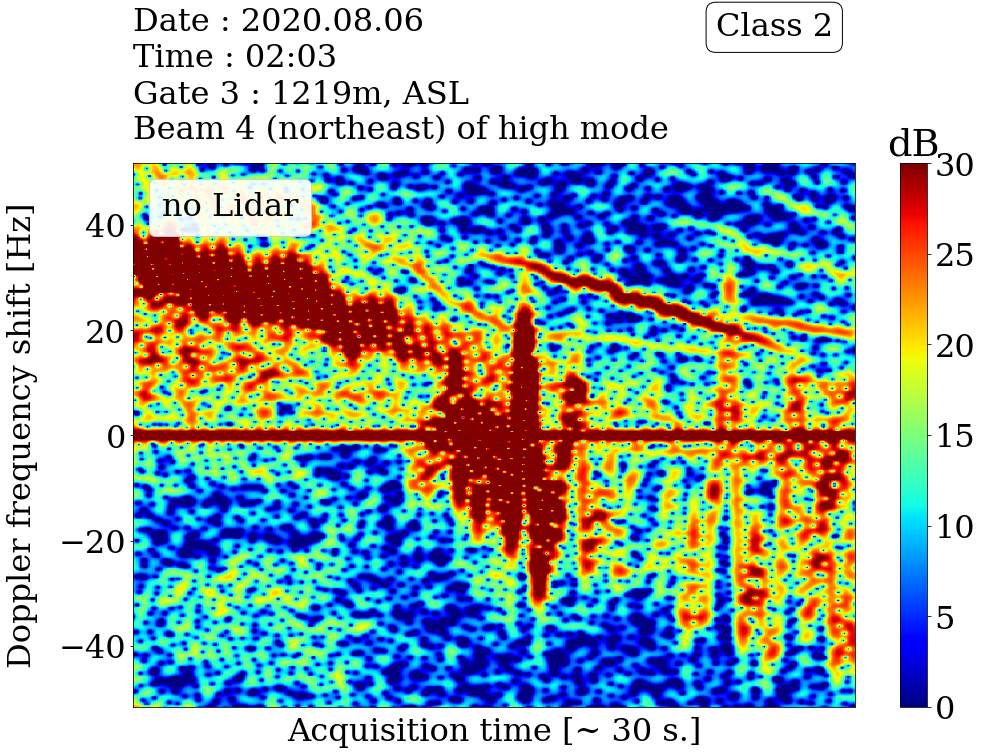 Date : 2020.08.06
Time : 02:03
Gate 3 : 1219m, ASL
Beam 4 (northeast) of high mode
Class 2
dB
no Lidar
Doppler frequency shift [Hz]
40
20
0
−20
−40
30
25
20
15
10
5
0
Acquisition time [~ 30 s.]